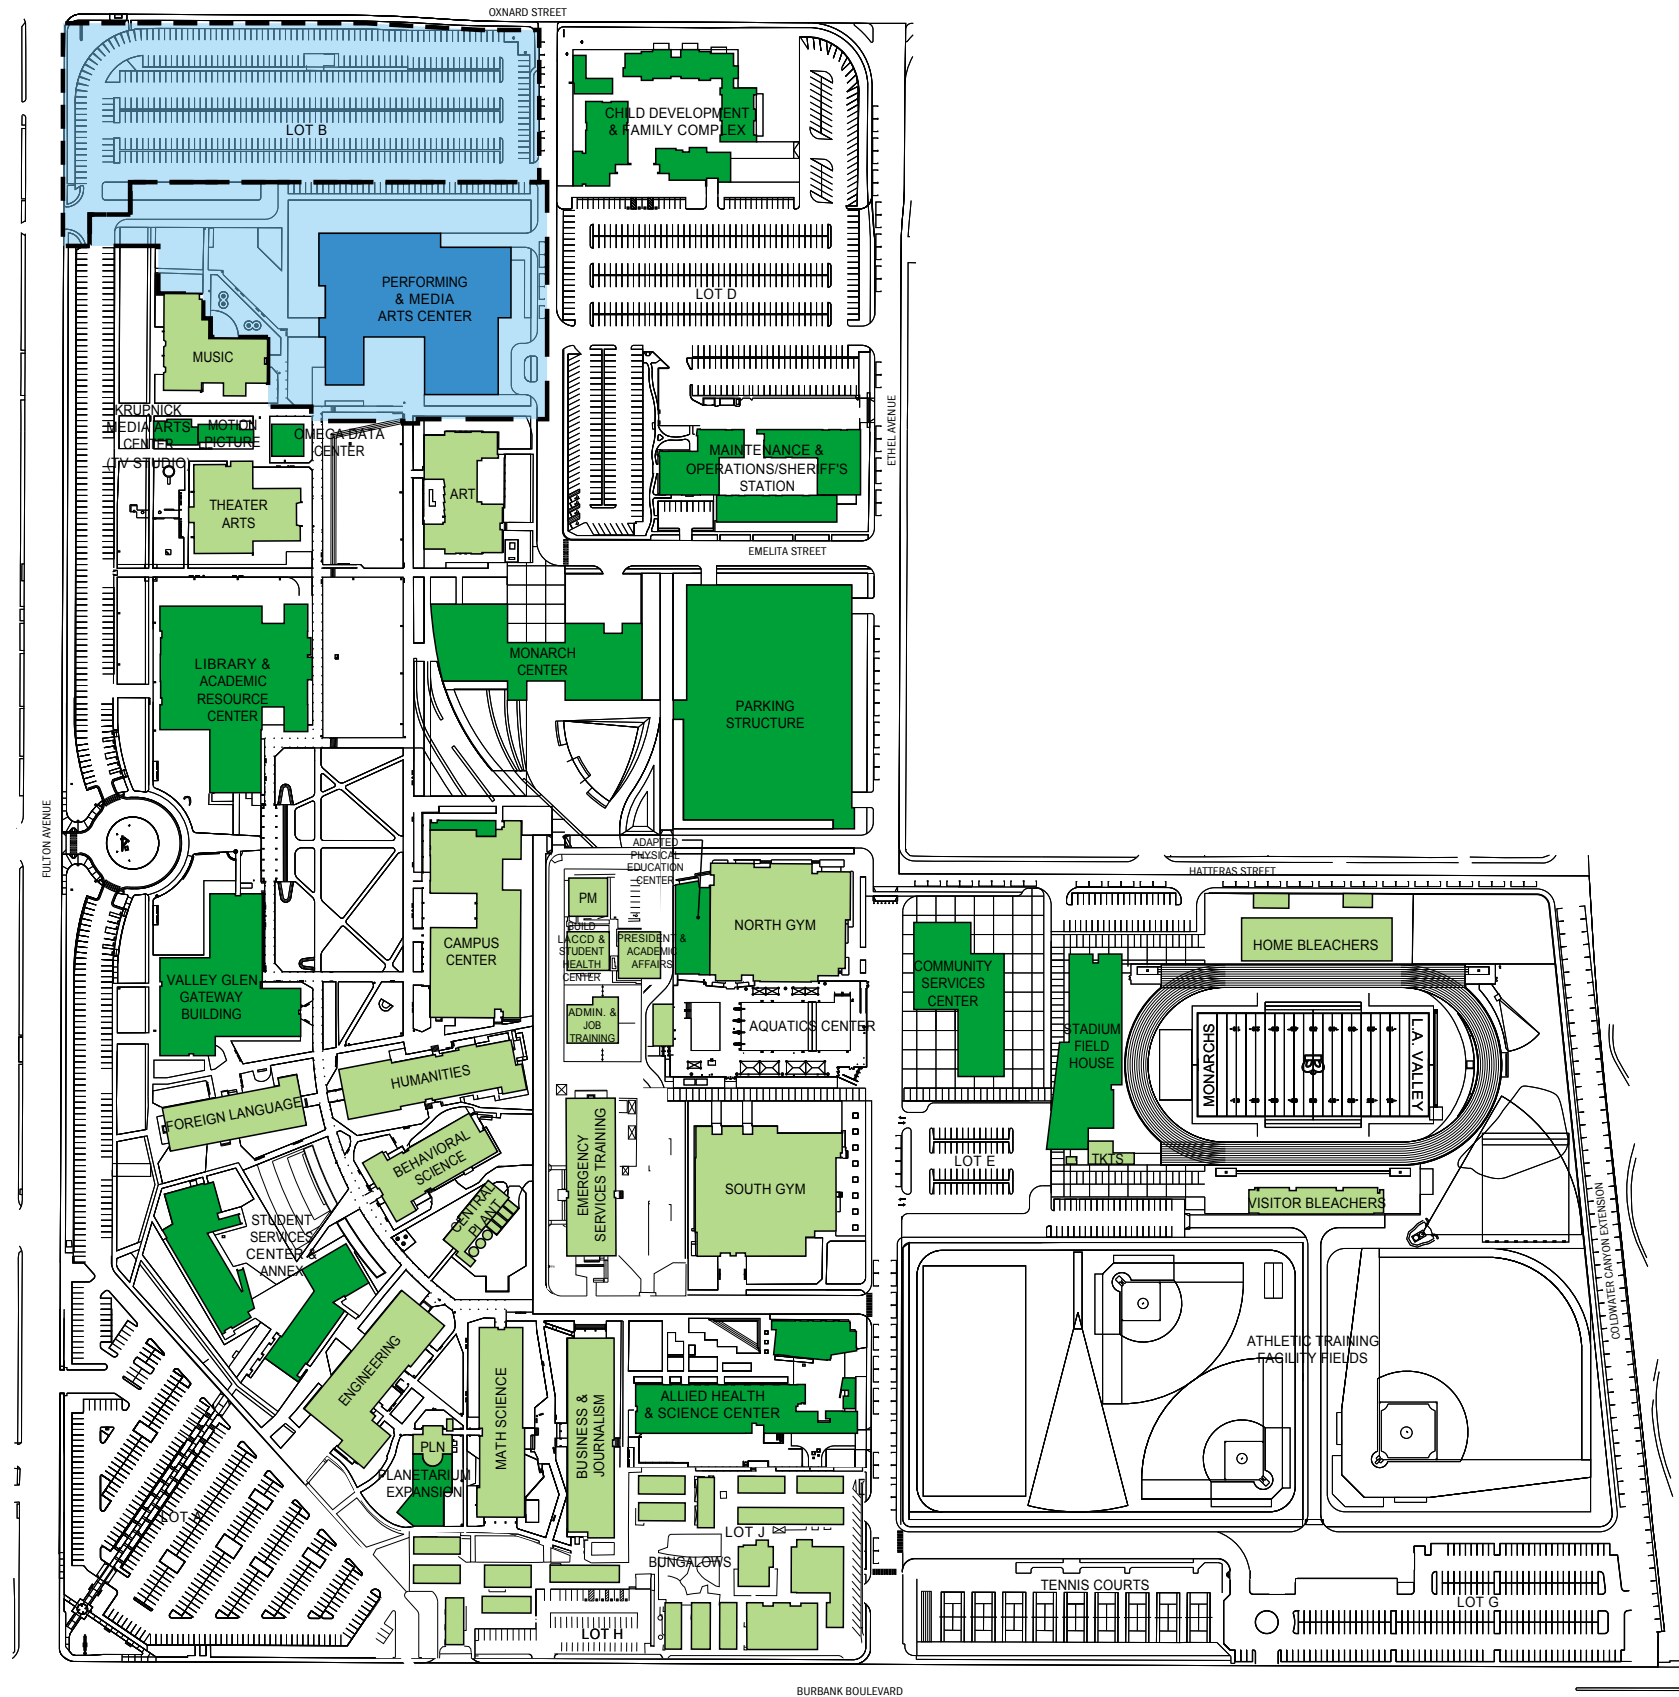 OXNARD STREET
LOT B
CHILD DEVELOPMENT
& FAMILY COMPLEX
PERFORMING
& MEDIA
ARTS CENTER
LOT D
MUSIC
KRUPNICK
MEDIA ARTS
CENTER
(TV STUDIO)
MOTION
PICTURE
OMEGA DATA
CENTER
ETHEL AVENUE
MAINTENANCE &
OPERATIONS/SHERIFF'S
STATION
ART
THEATER
ARTS
EMELITA STREET
MONARCH
CENTER
LIBRARY &
ACADEMIC
RESOURCE
CENTER
PARKING
STRUCTURE
FULTON AVENUE
ADAPTED
PHYSICAL
EDUCATION
CENTER
HATTERAS STREET
PM
NORTH GYM
BUILD
LACCD &
STUDENT
HEALTH
CENTER
PRESIDENT &
ACADEMIC
AFFAIRS
CAMPUS
CENTER
HOME BLEACHERS
COMMUNITY
SERVICES
CENTER
VALLEY GLEN
GATEWAY
BUILDING
ADMIN. &
JOB
TRAINING
AQUATICS CENTER
STADIUM
FIELD
HOUSE
MONARCHS
L.A. VALLEY
HUMANITIES
FOREIGN LANGUAGE
BEHAVIORAL
SCIENCE
EMERGENCY
SERVICES TRAINING
LOT E
TKTS
SOUTH GYM
VISITOR BLEACHERS
CENTRAL
PLANT
STUDENT
SERVICES
CENTER &
ANNEX
COLDWATER CANYON EXTENSION
ENGINEERING
ATHLETIC TRAINING
FACILITY FIELDS
MATH SCIENCE
BUSINESS &
JOURNALISM
ALLIED HEALTH
& SCIENCE CENTER
PLN
PLANETARIUM
EXPANSION
LOT A
LOT J
BUNGALOWS
TENNIS COURTS
LOT G
LOT H
BURBANK BOULEVARD